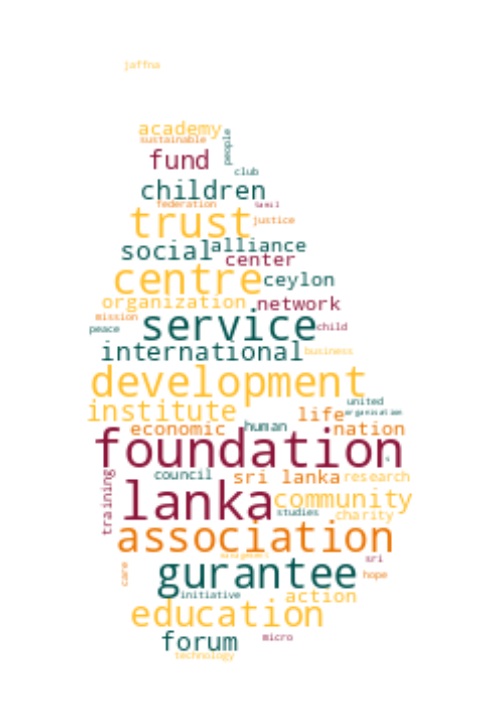 jaffna
academy
sustainable
people
fund
club
children
federation
tamil
trust
justice
social
alliance
center
centre
ceylon
organization
network
mission
peace
service
child
international
business
development
united
institute
life
organisation
economic
human
nation
foundation
council
sri lanka
research
training
lanka
community
studies
charity
association
management
sri
gurantee
care
hope
initiative
action
education
forum
micro
technology